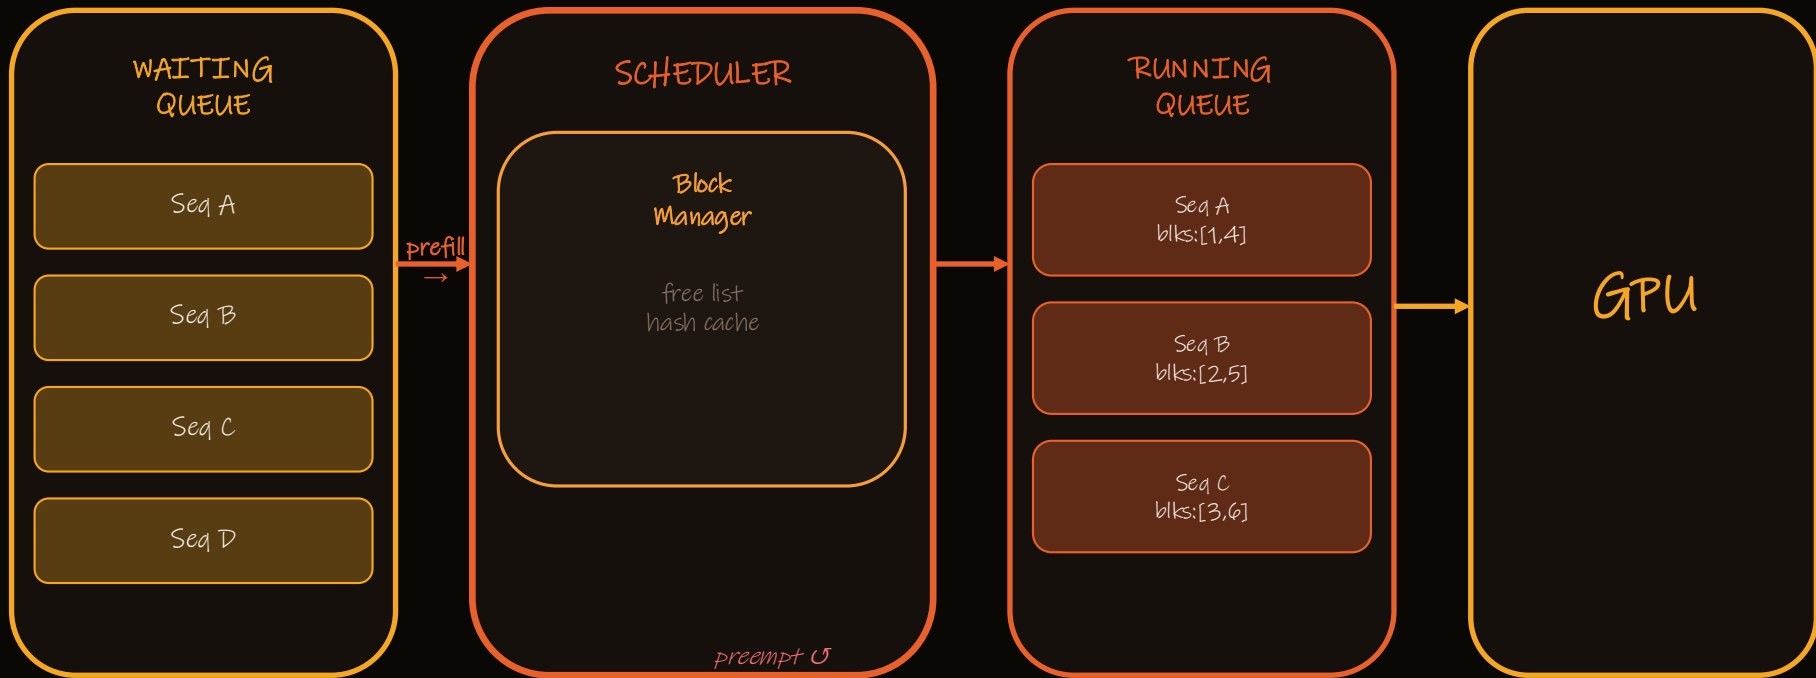 WAITING
QUEUE
Seq A
Seq B
Seq C
Seq D
prefill
→
SCHEDULER
Block
Manager
free list
hash cache
preempt ↺
RUNNING
QUEUE
Seq A
blks:[1,4]
Seq B
blks:[2,5]
Seq C
blks:[3,6]
GPU